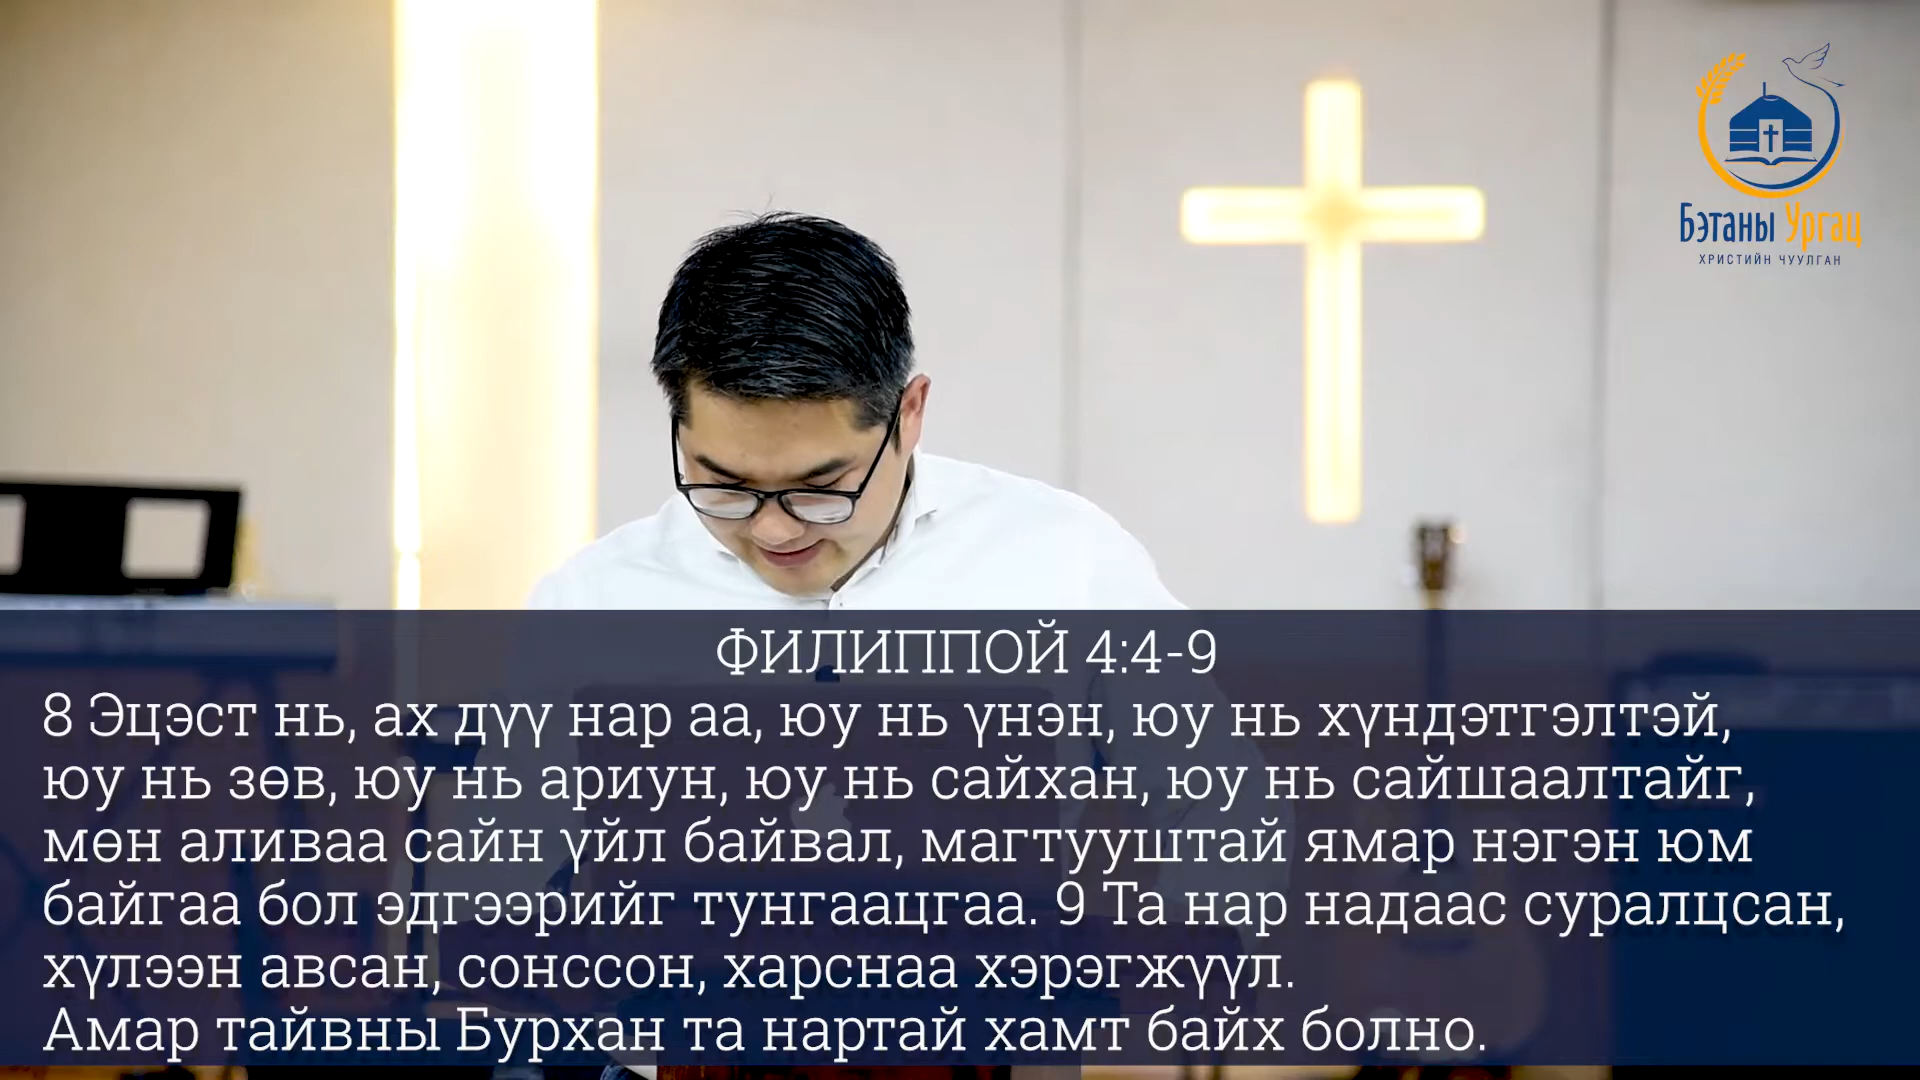 Бэтаны Ургац
ХРИСТИЙН ЧУУЛГАН
ФИЛИППОЙ 4:4-9
8 Эцэст нь, ах дүү нар аа, юу нь үнэн, юу нь хүндэтгэлтэй,
юу нь зөв, юу нь ариун, юу нь сайхан, юу нь сайшаалтайг,
мөн аливаа сайн үйл байвал, магтууштай ямар нэгэн юм
байгаа бол эдгээрийг тунгаацгаа. 9 Та нар надаас суралцсан,
хүлээн авсан, сонссон, харснаа хэрэгжүүл.
Амар тайвны Бурхан та нартай хамт байх болно.